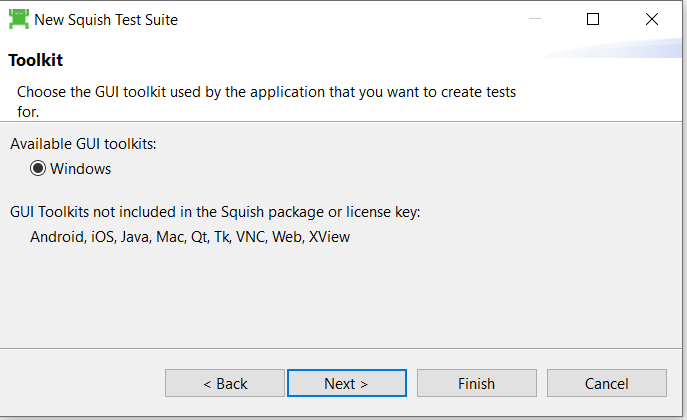 New Squish Test Suite
Toolkit
Choose the GUI toolkit used by the application that you want to create tests
for.
Available GUI toolkits:
Windows
GUI Toolkits not included in the Squish package or license key:
Android, iOS, Java, Mac, Qt, Tk, VNC, Web, XView
< Back
Next >
Finish
Cancel